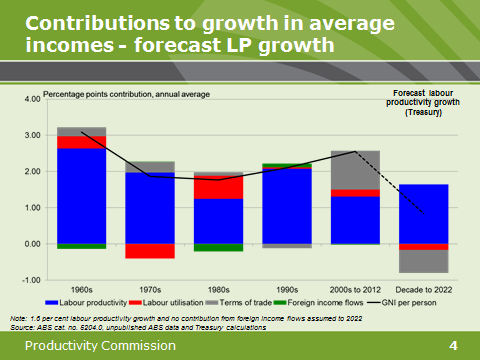 Contributions to growth in average
incomes - forecast LP growth
Percentage points contribution, annual average
Forecast labour
productivity growth
(Treasury)
4.00
3.00
2.00
1.00
0.00
-1.00
1960s 1970s 1980s 1990s 2000s to 2012 Decade to 2022
Labour productivity Labour utilisation Terms of trade Foreign income flows GNI per person
Note: 1.6 per cent labour productivity growth and no contribution from foreign income flows assumed to 2022
Source: ABS cat. no. 5204.0, unpublished ABS data and Treasury calculations
Productivity Commission 4